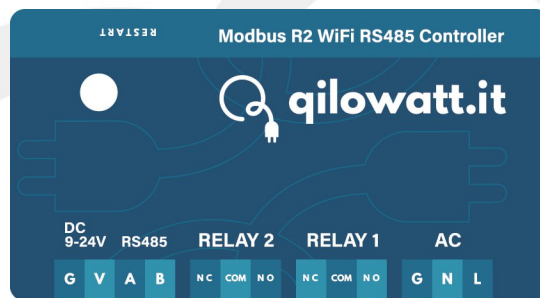 RESTART
Modbus R2 WiFi RS485 Controller
qilowatt.it
DC
9-24V RS485 RELAY 2 RELAY 1 AC
G V A B NC COM NO NC COM NO G N L